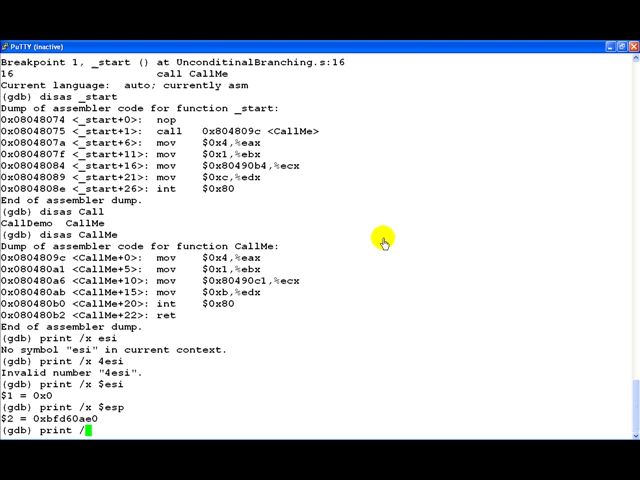 PuTTY (inactive)
Breakpoint 1, _start () at UnconditinalBranching.s:16
16 call CallMe
Current language: auto; currently asm
(gdb) disas _start
Dump of assembler code for function _start:
0x08048074 <_start+0>: nop
0x08048075 <_start+1>: call 0x804809c <CallMe>
0x0804807a <_start+6>: mov $0x4,%eax
0x0804807f <_start+11>: mov $0x1,%ebx
0x08048084 <_start+16>: mov $0x80490b4,%ecx
0x08048089 <_start+21>: mov $0xc,%edx
0x0804808e <_start+26>: int $0x80
End of assembler dump.
(gdb) disas Call
CallDemo CallMe
(gdb) disas CallMe
Dump of assembler code for function CallMe:
0x0804809c <CallMe+0>: mov $0x4,%eax
0x080480a1 <CallMe+5>: mov $0x1,%ebx
0x080480a6 <CallMe+10>: mov $0x80490c1,%ecx
0x080480ab <CallMe+15>: mov $0xb,%edx
0x080480b0 <CallMe+20>: int $0x80
0x080480b2 <CallMe+22>: ret
End of assembler dump.
(gdb) print /x esi
No symbol "esi" in current context.
(gdb) print /x 4esi
Invalid number "4esi".
(gdb) print /x $esi
$1 = 0x0
(gdb) print /x $esp
$2 = 0xbfd60ae0
(gdb) print /